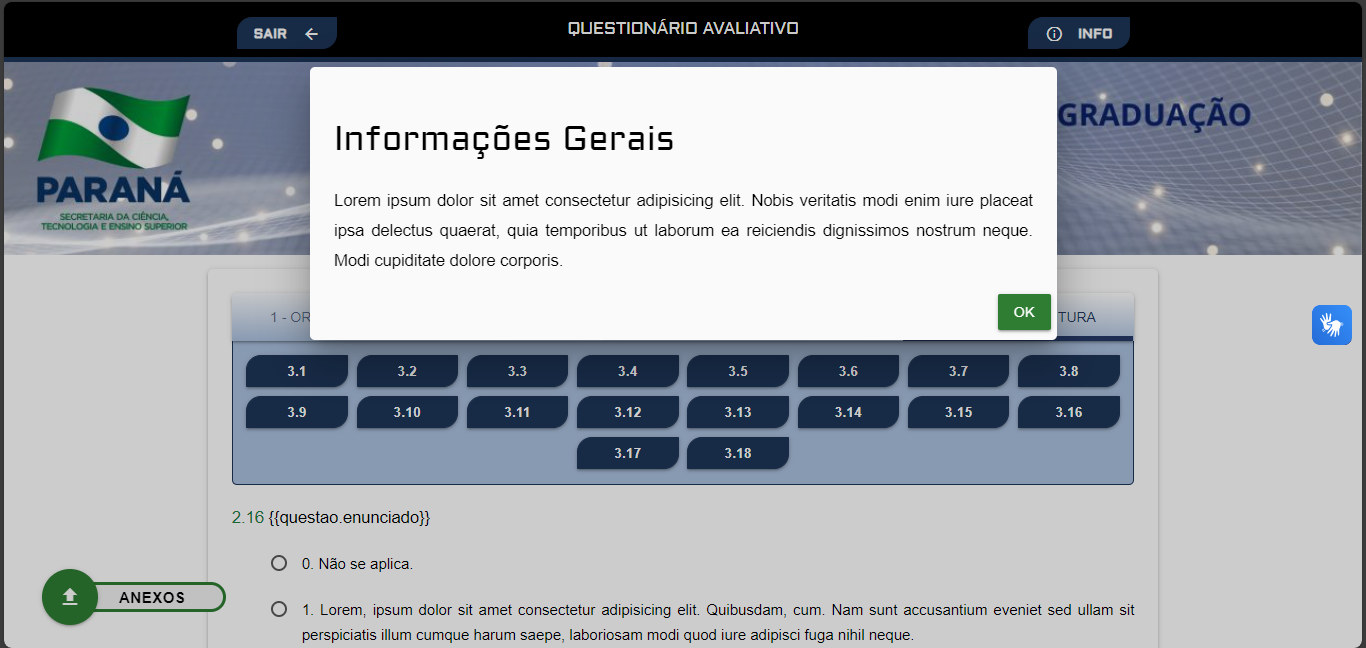 SAIR
QUESTIONÁRIO AVALIATIVO
INFO
GRADUAÇÃO
PARANÁ
SECRETARIA DA CIÊNCIA,
TECNOLOGIA E ENSINO SUPERIOR
Informações Gerais
Lorem ipsum dolor sit amet consectetur adipisicing elit. Nobis veritatis modi enim iure placeat
ipsa delectus quaerat, quia temporibus ut laborum ea reiciendis dignissimos nostrum neque.
Modi cupiditate dolore corporis.
OK
1 - OR
TURA
3.1 3.2 3.3 3.4 3.5 3.6 3.7 3.8
3.9 3.10 3.11 3.12 3.13 3.14 3.15 3.16
3.17 3.18
2.16 {{questao.enunciado}}
0. Não se aplica.
ANEXOS
1. Lorem, ipsum dolor sit amet consectetur adipisicing elit. Quibusdam, cum. Nam sunt accusantium eveniet sed ullam sit
perspiciatis illum cumque harum saepe, laboriosam modi quod iure adipisci fuga nihil neque.